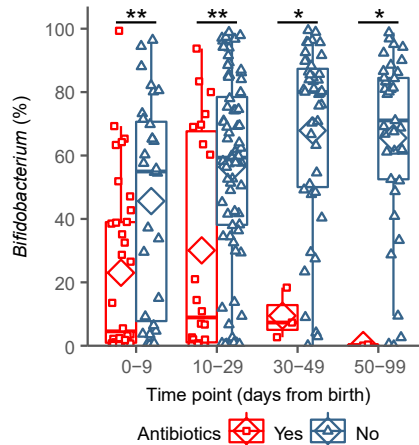 ** ** * *
100
80
60
40
20
0
Bifidobacterium (%)
0–9 10–29 30–49 50–99
Time point (days from birth)
Antibiotics Yes No